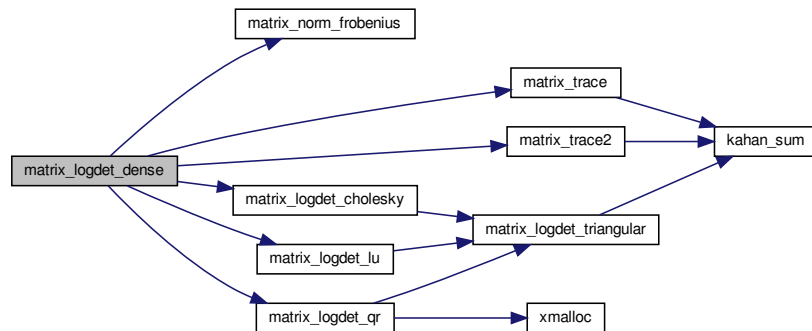 matrix_norm_frobenius
matrix_trace
matrix_trace2
kahan_sum
matrix_logdet_dense
matrix_logdet_cholesky
matrix_logdet_triangular
matrix_logdet_lu
matrix_logdet_qr
xmalloc